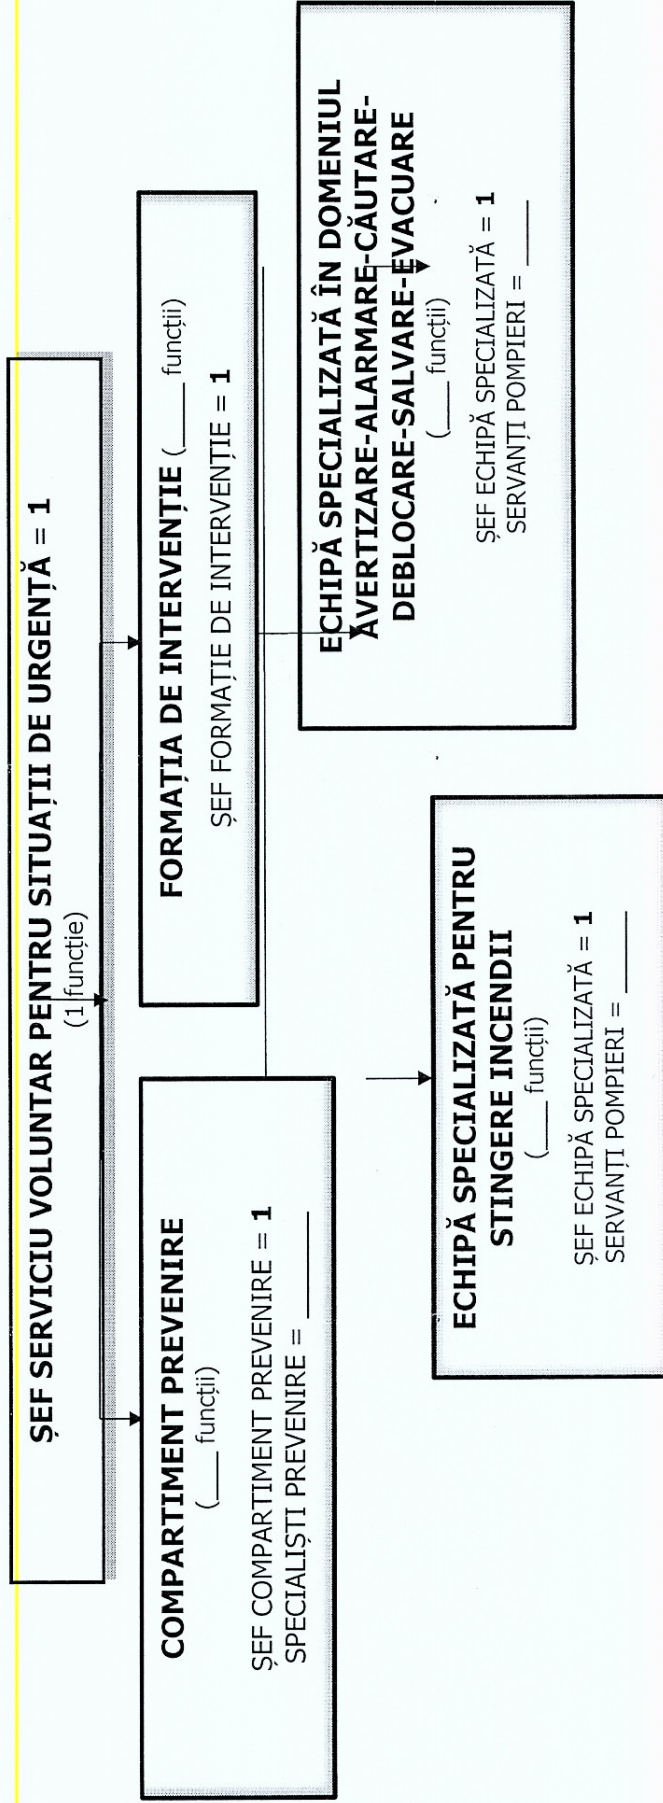 ȘEF SERVICIU VOLUNTAR PENTRU SITUAȚII DE URGENȚĂ = 1
(1 funcție)
COMPARTIMENT PREVENIRE
(___ funcții)
ȘEF COMPARTIMENT PREVENIRE = 1
SPECIALIȘTI PREVENIRE = ______
FORMAȚIA DE INTERVENȚIE (____ funcții)
ȘEF FORMAȚIE DE INTERVENȚIE = 1
ECHIPĂ SPECIALIZATĂ PENTRU
STINGERE INCENDII
(___ funcții)
ȘEF ECHIPĂ SPECIALIZATĂ = 1
SERVANȚI POMPIERI = _____
ECHIPĂ SPECIALIZATĂ ÎN DOMENIUL
AVERTIZARE-ALARMARE-CĂUTARE-
DEBLOCARE-SALVARE-EVACUARE
(___ funcții)
ȘEF ECHIPĂ SPECIALIZATĂ = 1
SERVANȚI POMPIERI = ____